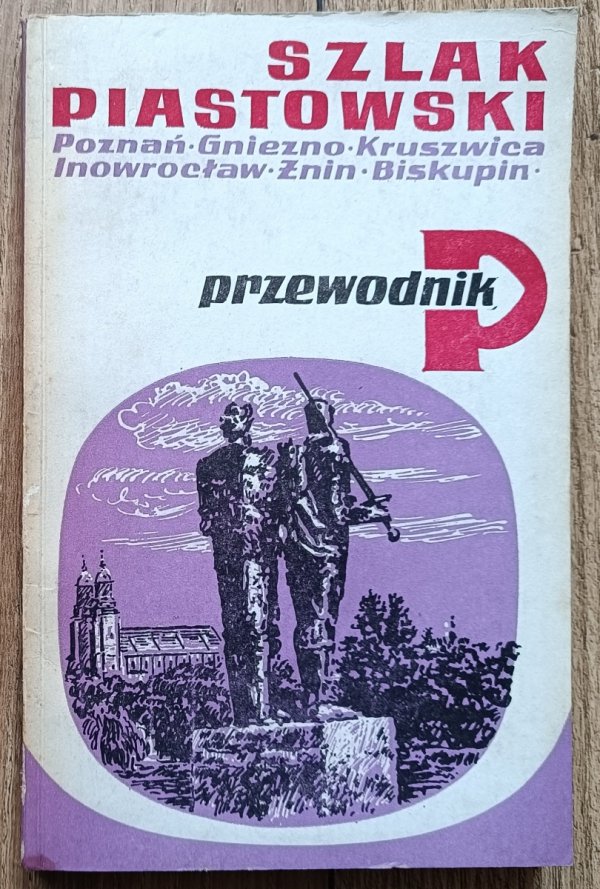 SZLAK
PIASTOWSKI
Poznań·Gniezno·Kruszwica
Inowrocław·Żnin·Biskupin·
przewodnik
P